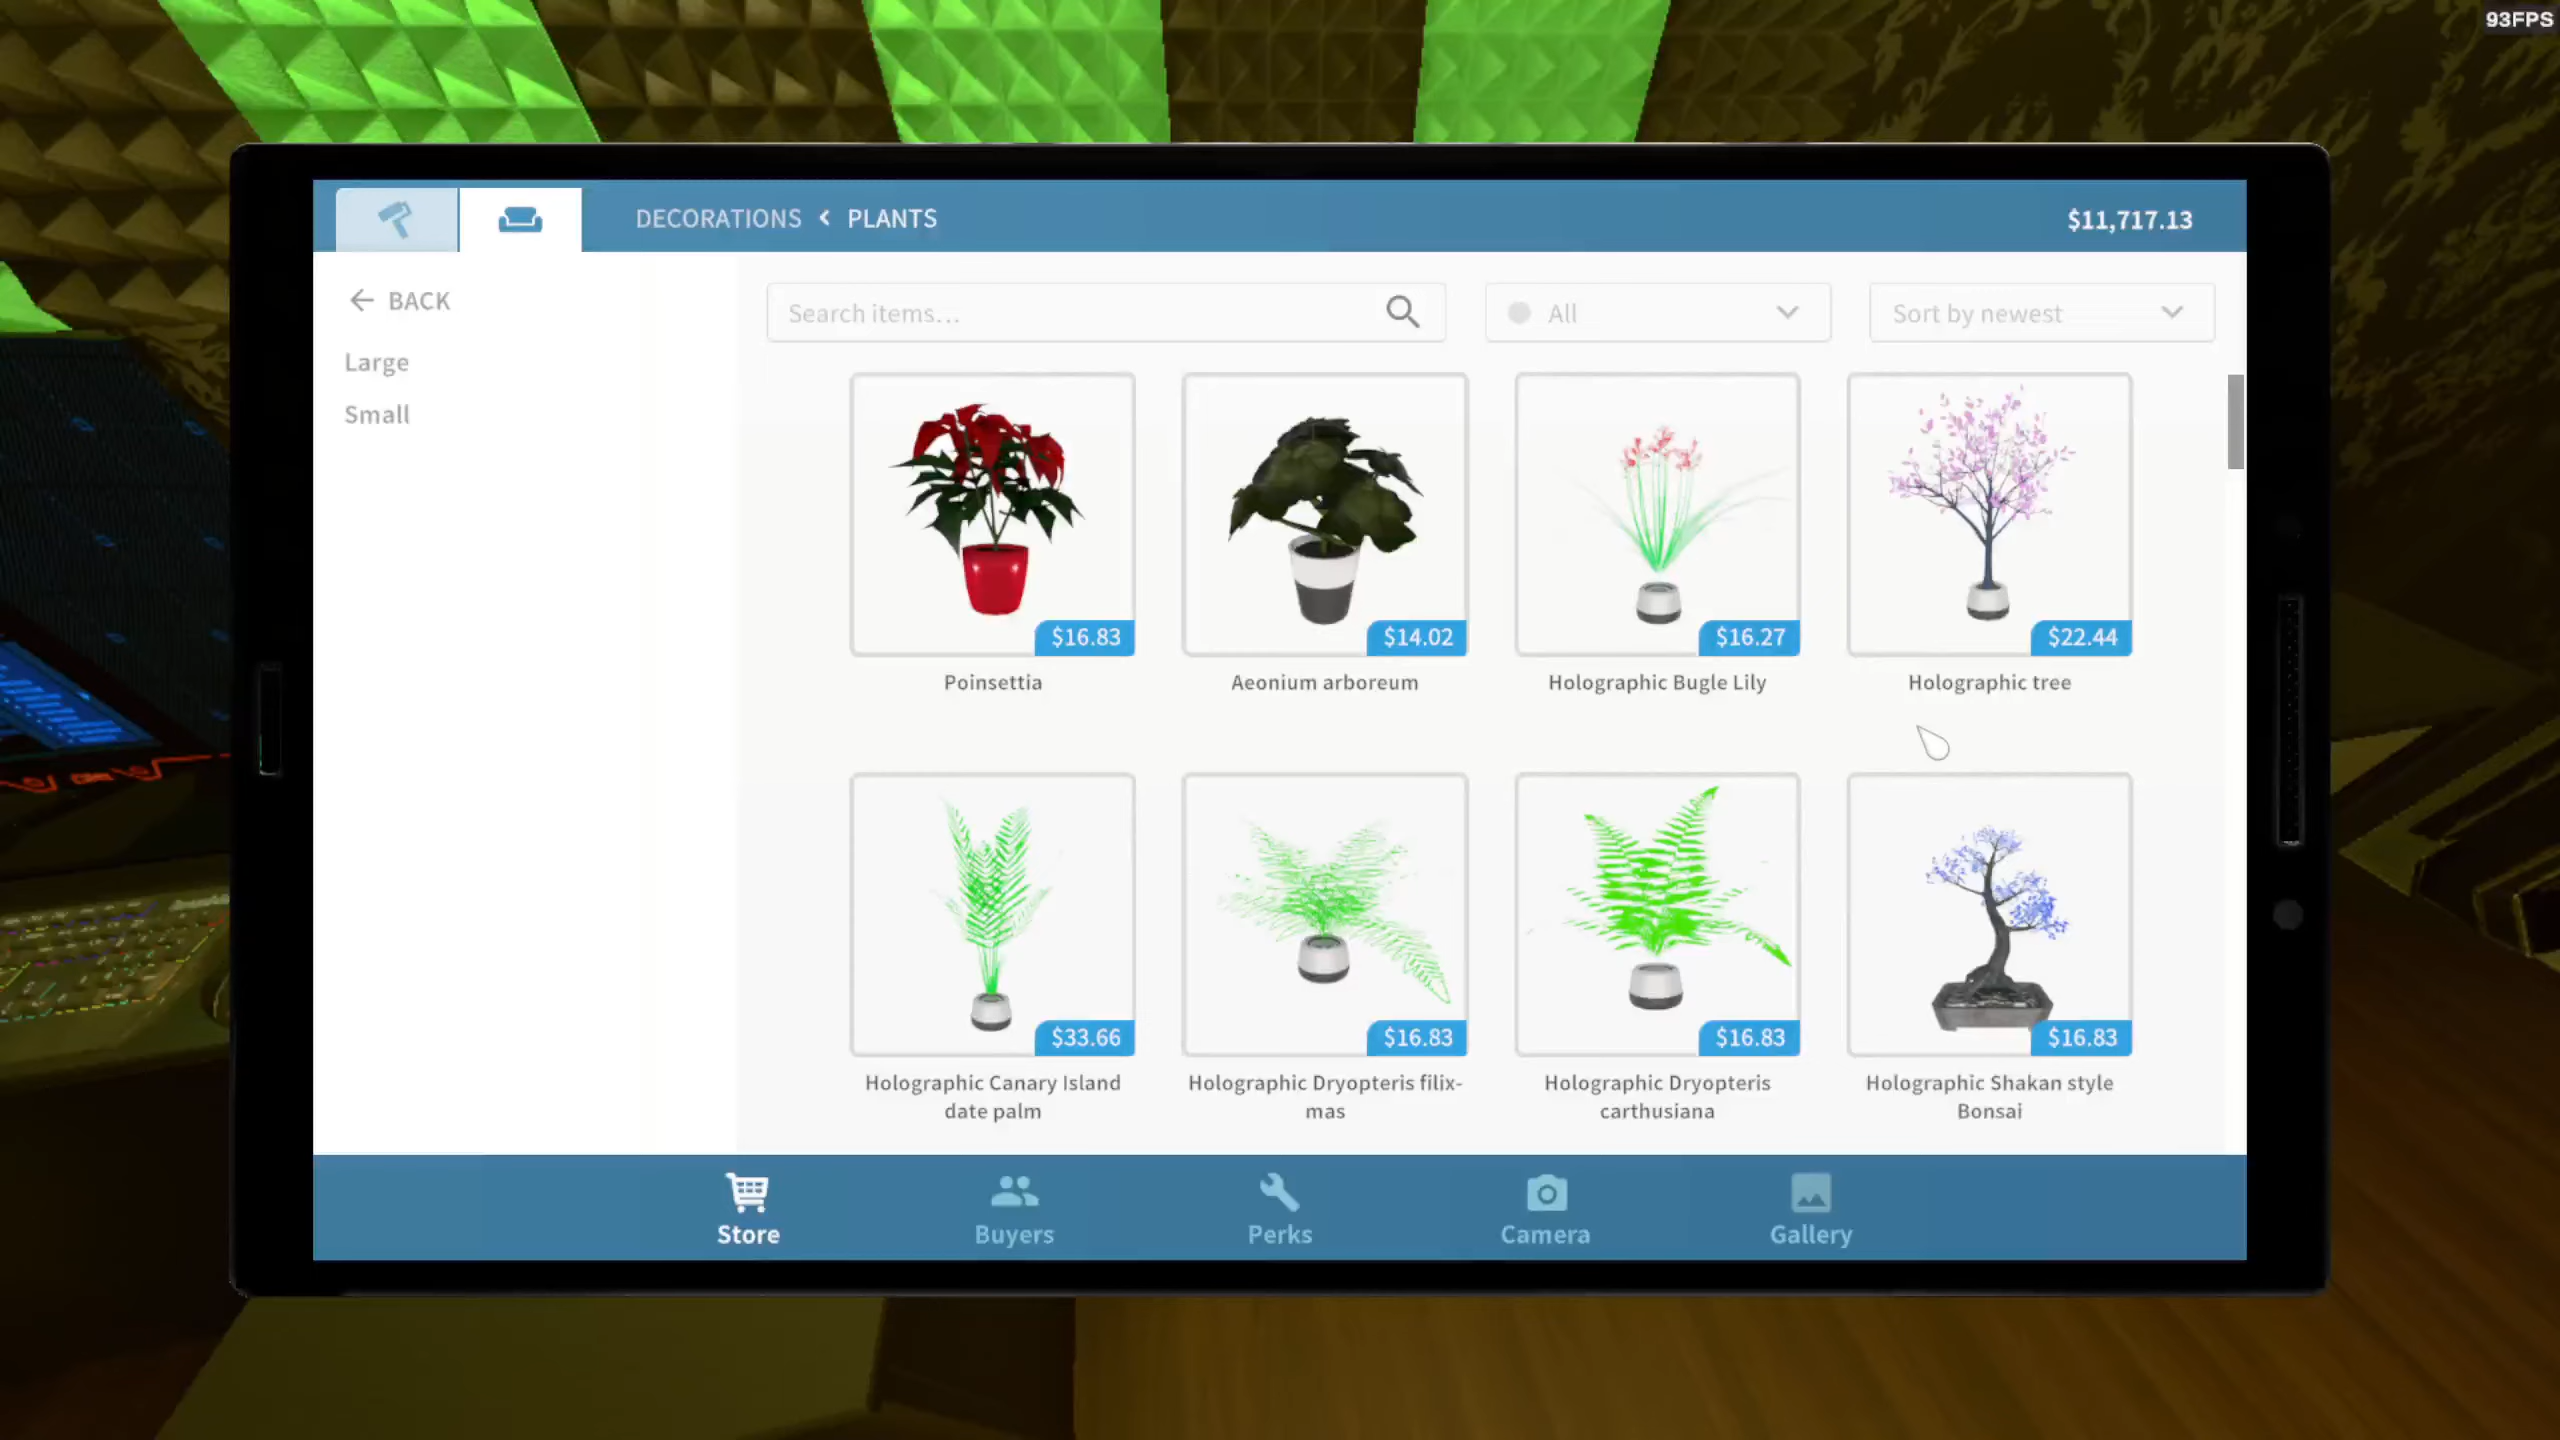 93FPS
DECORATIONS < PLANTS
$11,717.13
BACK
Large
Small
Search items...
All
Sort by newest
$16.83
$14.02
$16.27
$22.44
Poinsettia
Aeonium arboreum
Holographic Bugle Lily
Holographic tree
$33.66
$16.83
$16.83
$16.83
Holographic Canary Island
date palm
Holographic Dryopteris filix-
mas
Holographic Dryopteris
carthusiana
Holographic Shakan style
Bonsai
Store
Buyers
Perks
Camera
Gallery